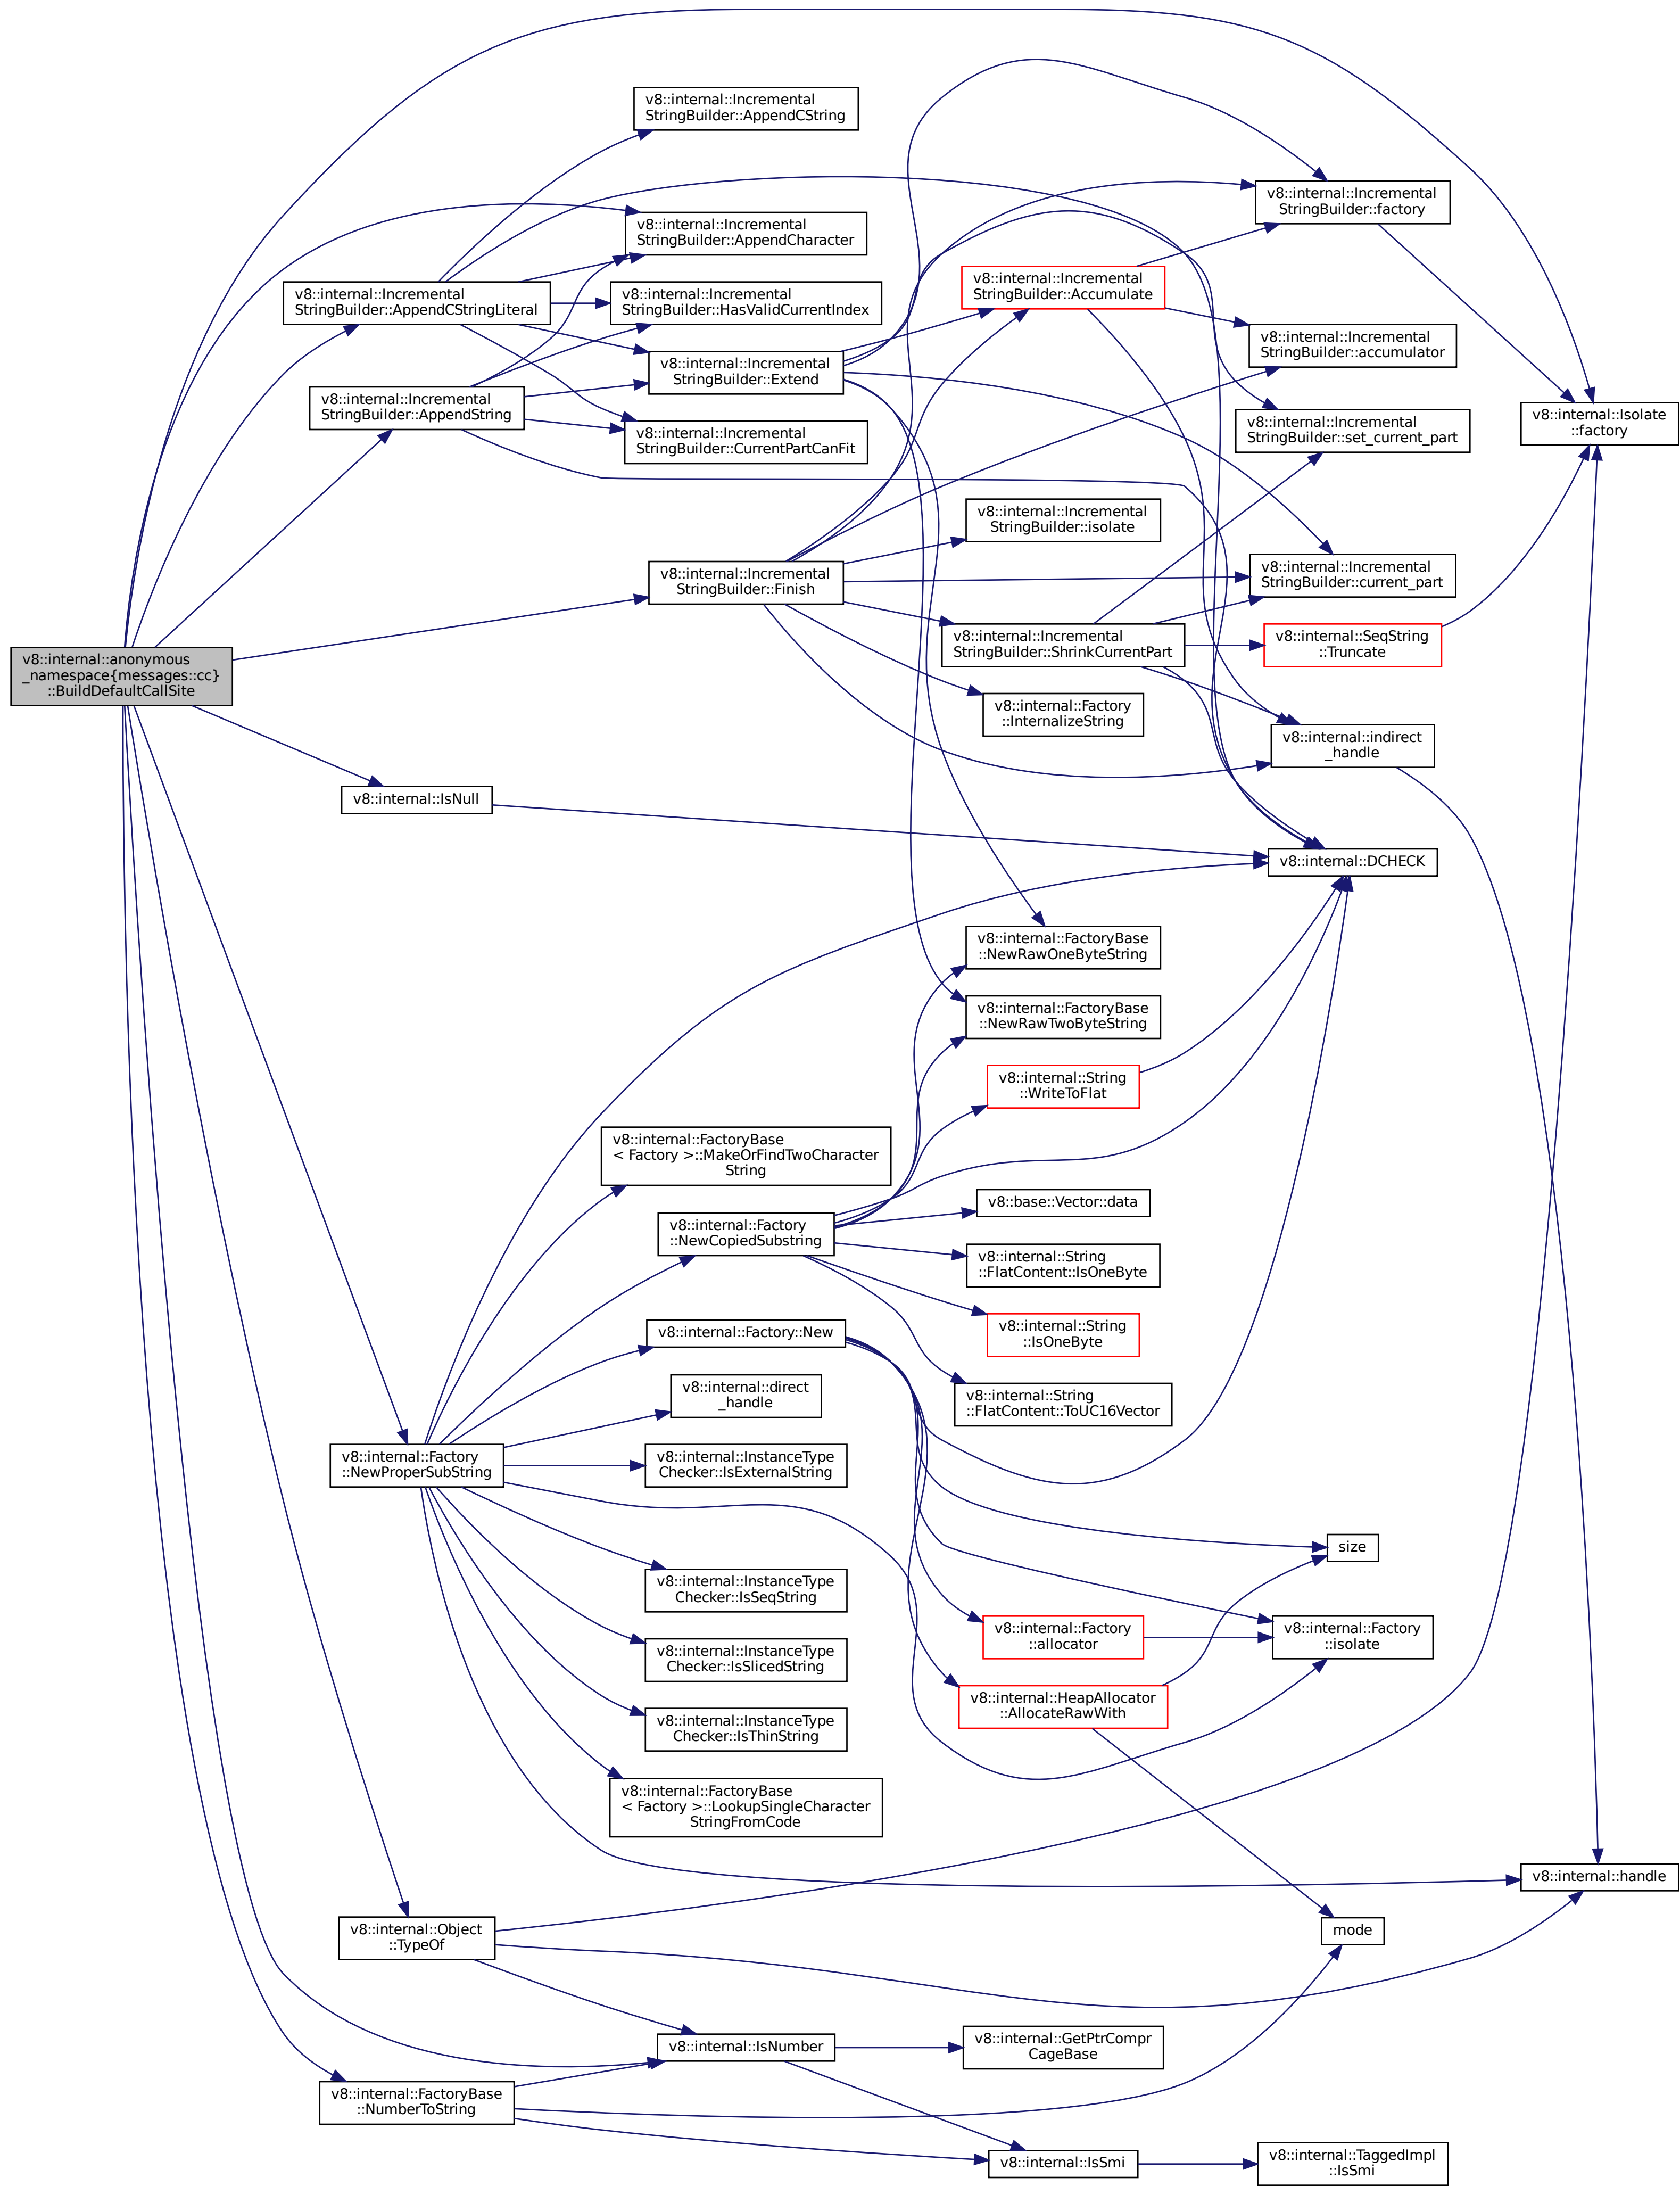 v8::internal::Incremental
StringBuilder::AppendCString
v8::internal::Incremental
StringBuilder::factory
v8::internal::Incremental
StringBuilder::AppendCharacter
v8::internal::Incremental
StringBuilder::Accumulate
v8::internal::Incremental
StringBuilder::AppendCStringLiteral
v8::internal::Incremental
StringBuilder::HasValidCurrentIndex
v8::internal::Incremental
StringBuilder::accumulator
v8::internal::Incremental
StringBuilder::Extend
v8::internal::Incremental
StringBuilder::AppendString
v8::internal::Isolate
::factory
v8::internal::Incremental
StringBuilder::set_current_part
v8::internal::Incremental
StringBuilder::CurrentPartCanFit
v8::internal::Incremental
StringBuilder::isolate
v8::internal::Incremental
StringBuilder::current_part
v8::internal::Incremental
StringBuilder::Finish
v8::internal::Incremental
StringBuilder::ShrinkCurrentPart
v8::internal::SeqString
::Truncate
v8::internal::anonymous
_namespace{messages::cc}
::BuildDefaultCallSite
v8::internal::Factory
::InternalizeString
v8::internal::indirect
_handle
v8::internal::IsNull
v8::internal::DCHECK
v8::internal::FactoryBase
::NewRawOneByteString
v8::internal::FactoryBase
::NewRawTwoByteString
v8::internal::String
::WriteToFlat
v8::internal::FactoryBase
< Factory >::MakeOrFindTwoCharacter
String
v8::base::Vector::data
v8::internal::Factory
::NewCopiedSubstring
v8::internal::String
::FlatContent::IsOneByte
v8::internal::Factory::New
v8::internal::String
::IsOneByte
v8::internal::direct
_handle
v8::internal::String
::FlatContent::ToUC16Vector
v8::internal::Factory
::NewProperSubString
v8::internal::InstanceType
Checker::IsExternalString
size
v8::internal::InstanceType
Checker::IsSeqString
v8::internal::Factory
::allocator
v8::internal::Factory
::isolate
v8::internal::InstanceType
Checker::IsSlicedString
v8::internal::HeapAllocator
::AllocateRawWith
v8::internal::InstanceType
Checker::IsThinString
v8::internal::FactoryBase
< Factory >::LookupSingleCharacter
StringFromCode
v8::internal::handle
v8::internal::Object
::TypeOf
mode
v8::internal::IsNumber
v8::internal::GetPtrCompr
CageBase
v8::internal::FactoryBase
::NumberToString
v8::internal::IsSmi
v8::internal::TaggedImpl
::IsSmi